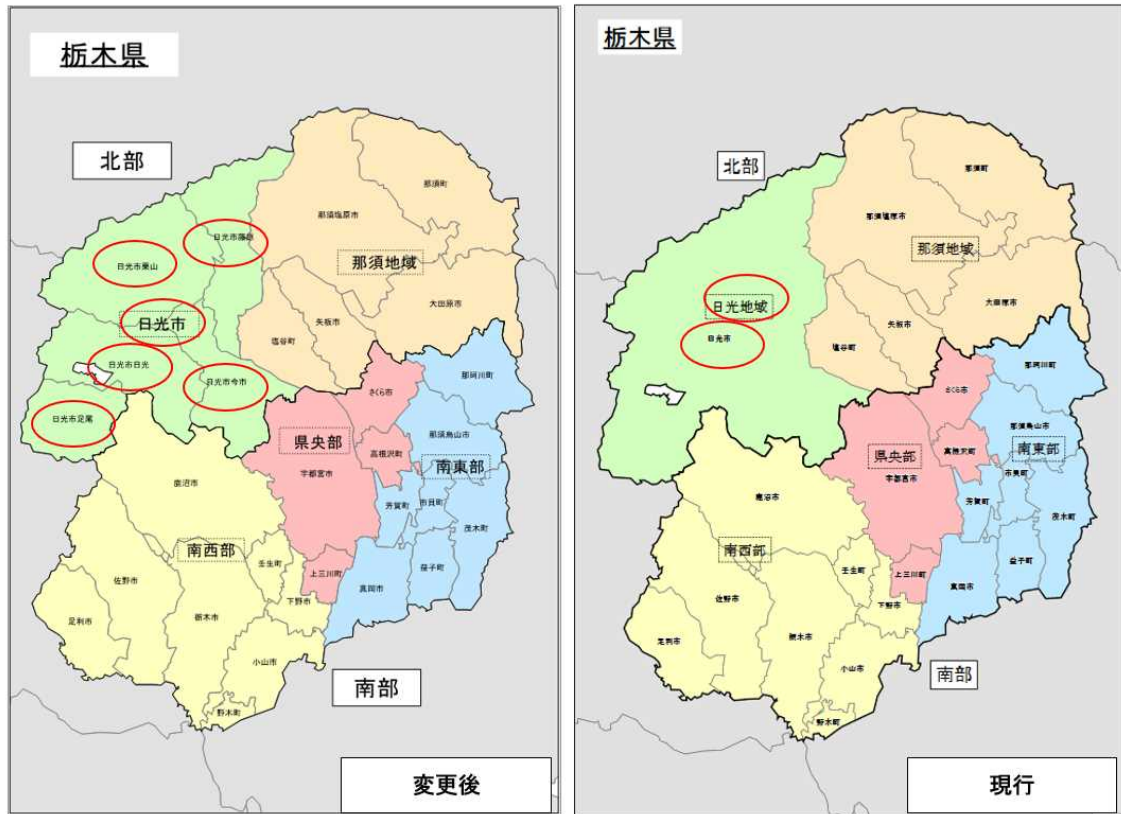 栃木県
北部
那須町
那須塩原市
日光市藤原
日光市栗山
那須地域
大田原市
日光市
矢板市
塩谷町
日光市日光
那珂川町
日光市今市
さくら市
日光市足尾
那須烏山市
県央部
高根沢町
宇都宮市
南東部
鹿沼市
芳賀町
市貝町
茂木町
南西部
壬生町
益子町
上三川町
佐野市
真岡市
下野市
栃木市
足利市
小山市
南部
野木町
変更後
栃木県
北部
那須町
那須塩原市
那須地域
日光地域
大田原市
日光市
矢板市
塩谷町
那珂川町
さくら市
那須烏山市
県央部
高根沢町
南東部
宇都宮市
市貝町
鹿沼市
芳賀町
茂木町
南西部
壬生町
益子町
上三川町
真岡市
佐野市
下野市
足利市
栃木市
小山市
南部
野木町
現行